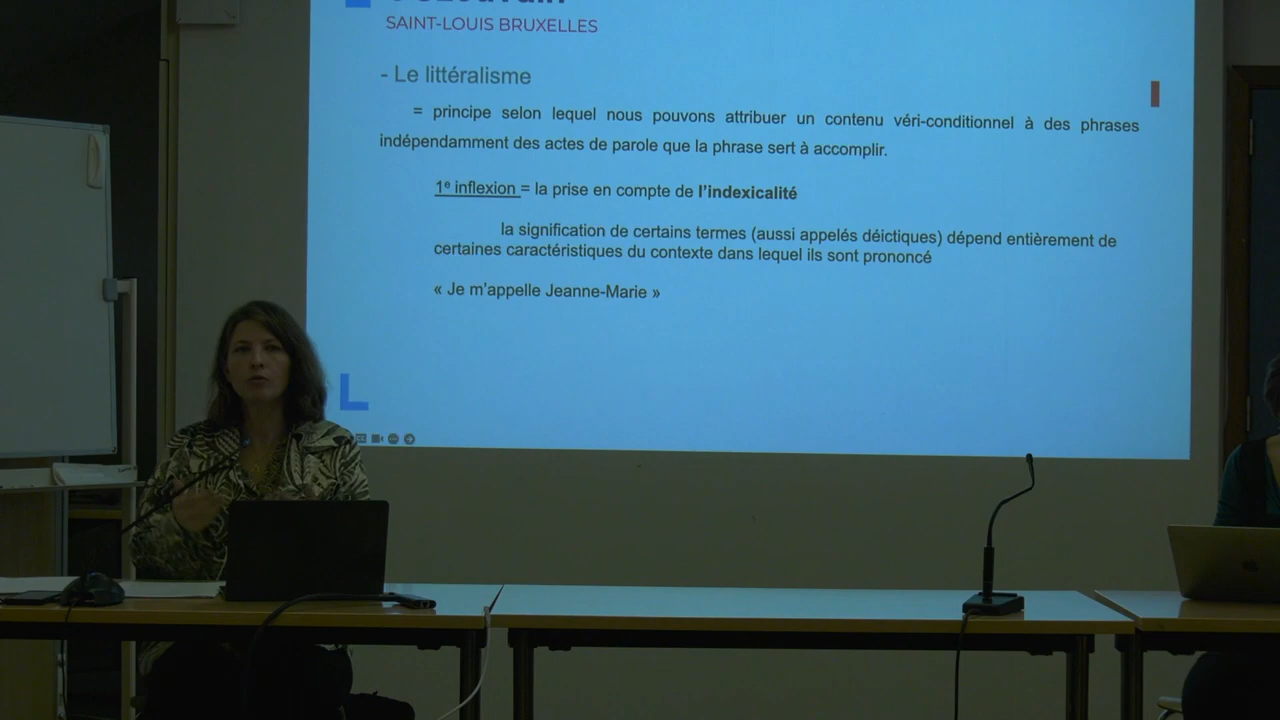 SAINT-LOUIS BRUXELLES
- Le littéralisme
= principe selon lequel nous pouvons attribuer un contenu véri-conditionnel à des phrases
indépendamment des actes de parole que la phrase sert à accomplir.
1e inflexion = la prise en compte de l'indexicalité
la signification de certains termes (aussi appelés déictiques) dépend entièrement de
certaines caractéristiques du contexte dans lequel ils sont prononcé
« Je m'appelle Jeanne-Marie »